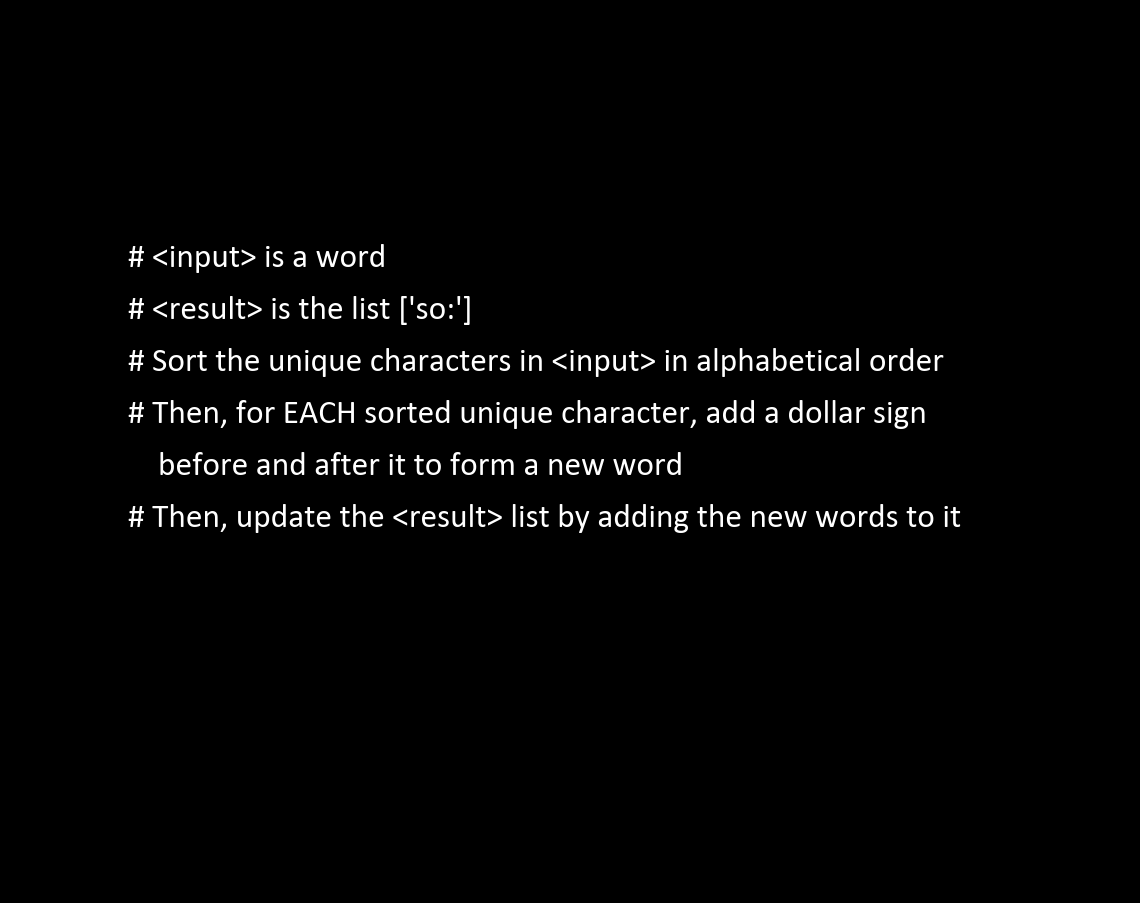 # <input> is a word
# <result> is the list ['so:']
# Sort the unique characters in <input> in alphabetical order
# Then, for EACH sorted unique character, add a dollar sign
before and after it to form a new word
# Then, update the <result> list by adding the new words to it